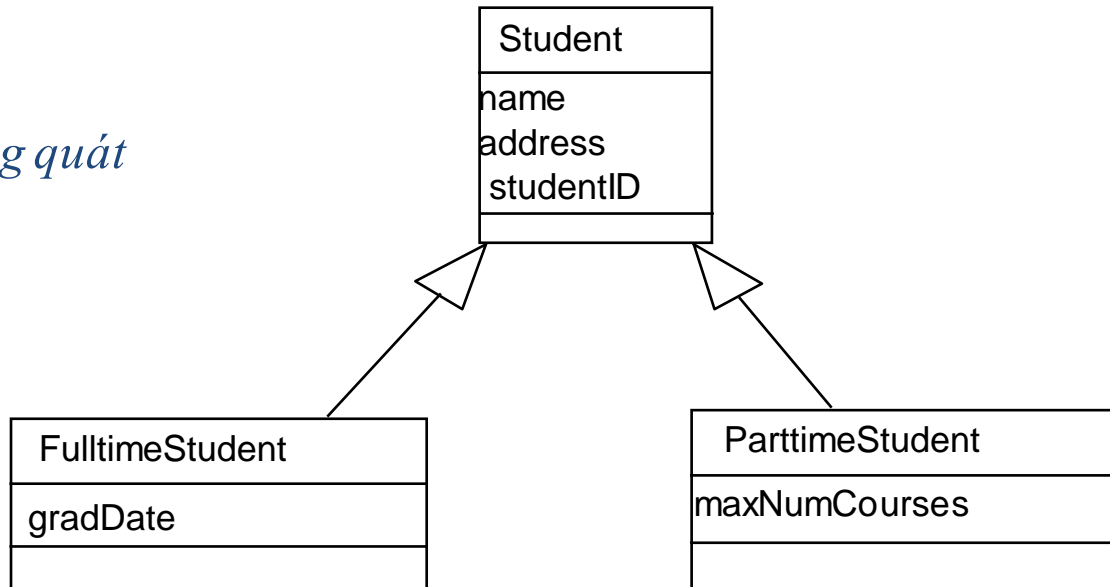 Student
name
address
studentID
g quát
FulltimeStudent
gradDate
ParttimeStudent
maxNumCourses